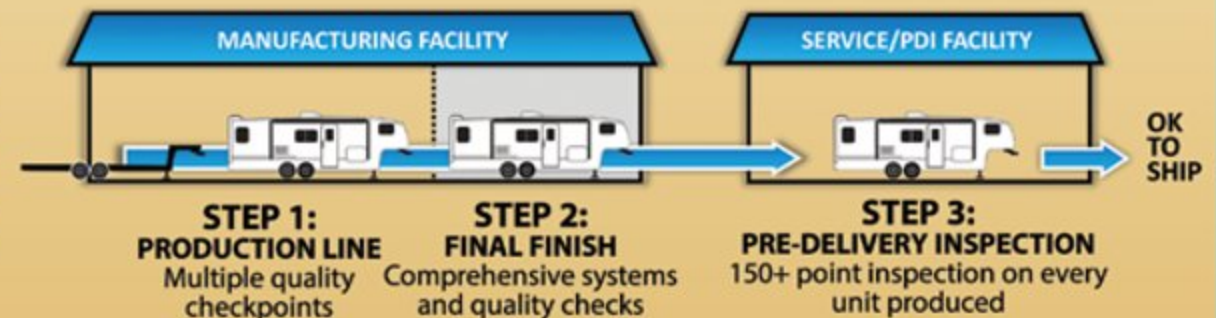 MANUFACTURING FACILITY
SERVICE/PDI FACILITY
OK
TO
SHIP
STEP 1:
PRODUCTION LINE
Multiple quality
checkpoints
STEP 2:
FINAL FINISH
Comprehensive systems
and quality checks
STEP 3:
PRE-DELIVERY INSPECTION
150+ point inspection on every
unit produced